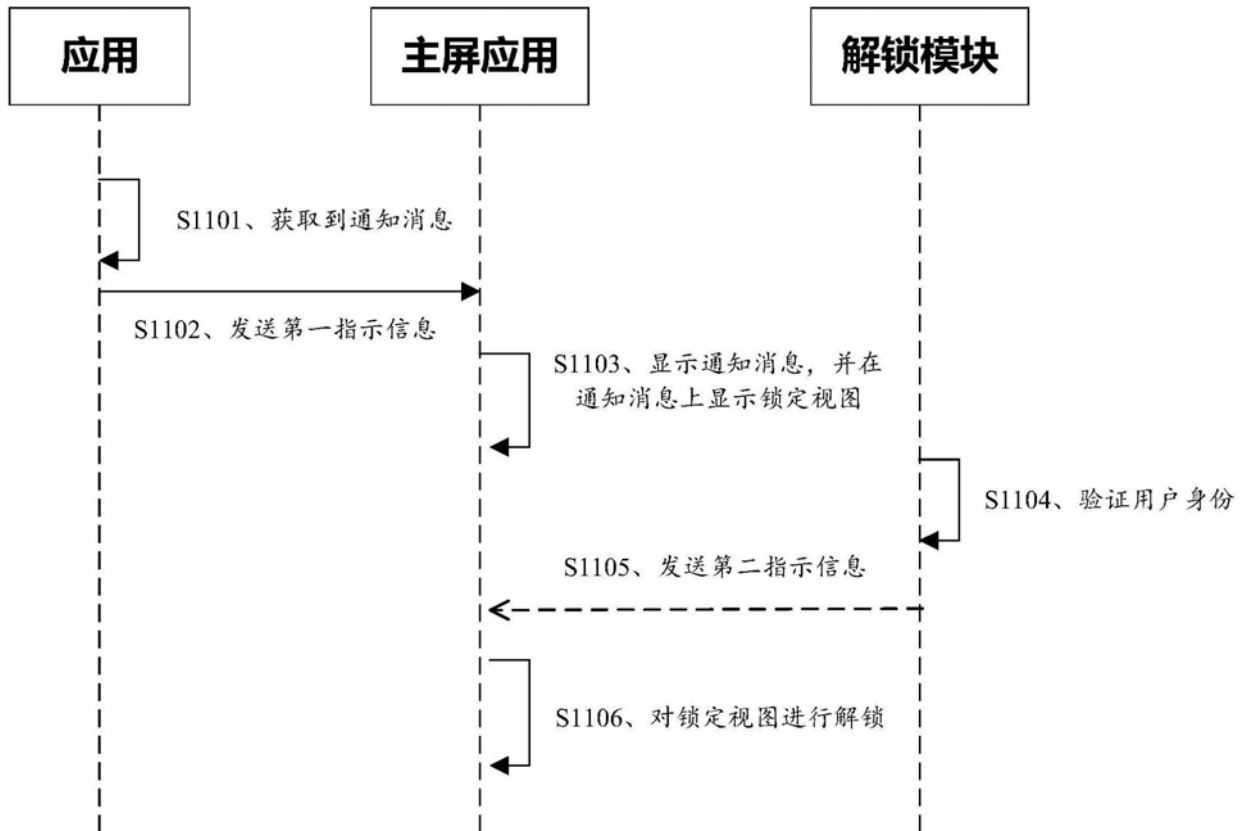 应用
主屏应用
解锁模块
S1101、获取到通知消息
S1102、发送第一指示信息
S1103、显示通知消息，并在
通知消息上显示锁定视图
S1104、验证用户身份
S1105、发送第二指示信息
S1106、对锁定视图进行解锁